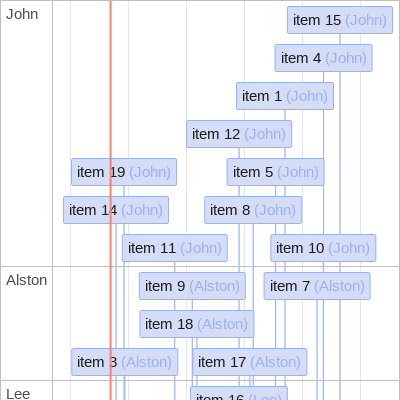 John
item 15 (John)
item 4 (John)
item 1 (John)
item 12 (John)
item 19 (John)
item 5 (John)
item 14 (John)
item 8 (John)
item 11 (John)
item 10 (John)
Alston
item 9 (Alston)
item 7 (Alston)
item 18 (Alston)
item 3 (Alston)
item 17 (Alston)
Lee
item 16 (Lee)